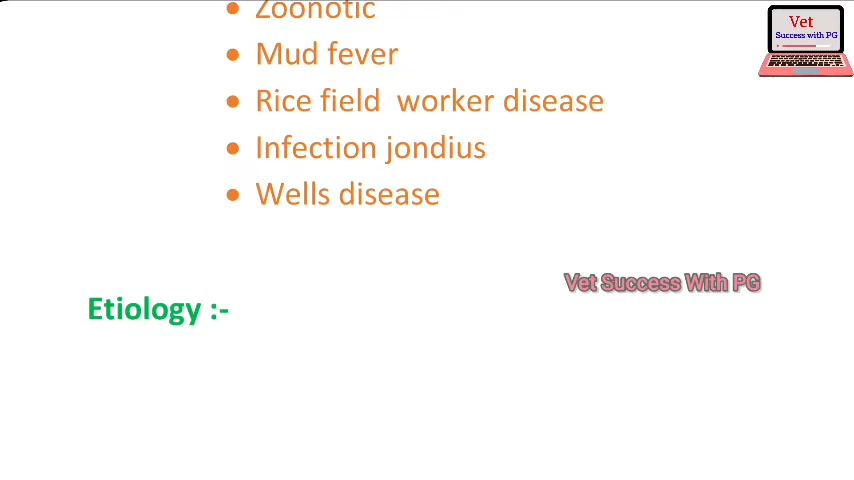 Zoonotic
Vet
Success with PG
Mud fever
Rice field worker disease
Infection jondius
Wells disease
Vet Success With PG
Etiology :-